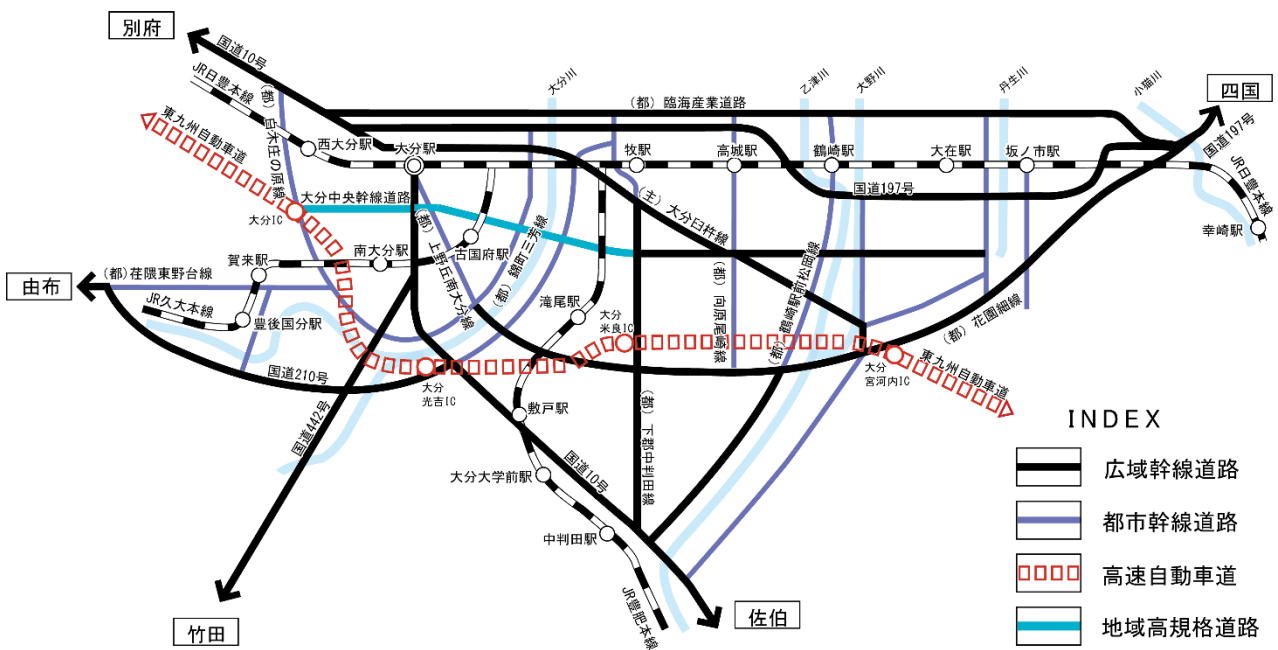 別府
国道10号
JR日豊本線
(都)白木庄の原線
東九州自動車道
西大分駅
大分駅
大分川
(都)臨海産業道路
乙津川
大野川
丹生川
小猫川
四国
国道197号
JR日豊本線
幸崎駅
牧駅
高城駅
鶴崎駅
大在駅
坂ノ市駅
国道197号
大分中央幹線道路
大分IC
(主)大分臼杵線
(都)上野丘南大分線
古国府駅
(都)錦町三芳線
南大分駅
賀来駅
由布
(都)荏隈東野台線
JR久大本線
豊後国分駅
滝尾駅
大分
米良IC
(都)向原尾崎線
(都)鶴崎駅前松岡線
(都)花園細線
国道210号
大分
光吉IC
大分
宮河内IC
東九州自動車道
国道442号
敷戸駅
(都)下郡中判田線
国道10号
大分大学前駅
中判田駅
JR豊肥本線
竹田
佐伯
INDEX
広域幹線道路
都市幹線道路
高速自動車道
地域高規格道路